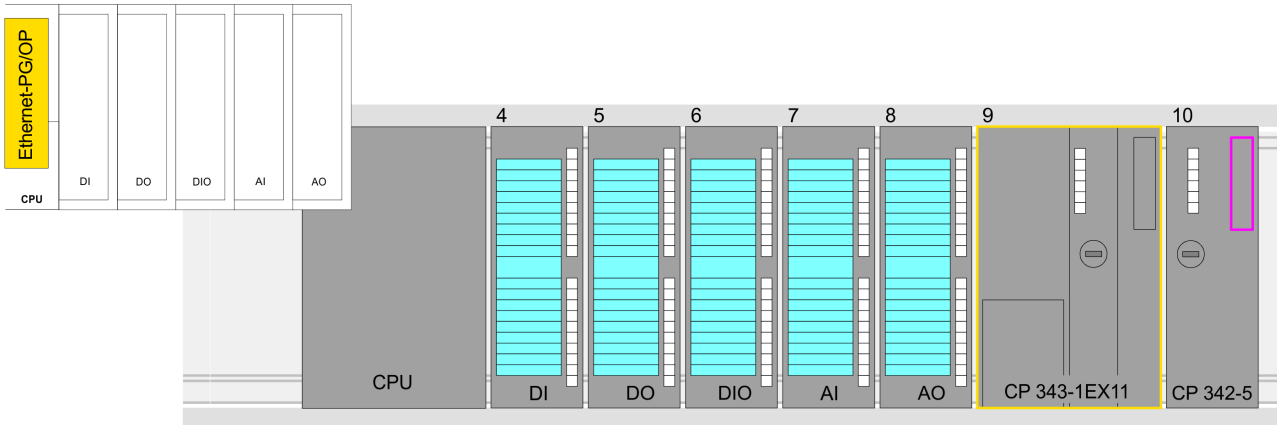 Ethernet-PG/OP
CPU
DI
DO
DIO
AI
AO
4
5
6
7
8
9
10
CPU
DI
DO
DIO
AI
AO
CP 343-1EX11
CP 342-5